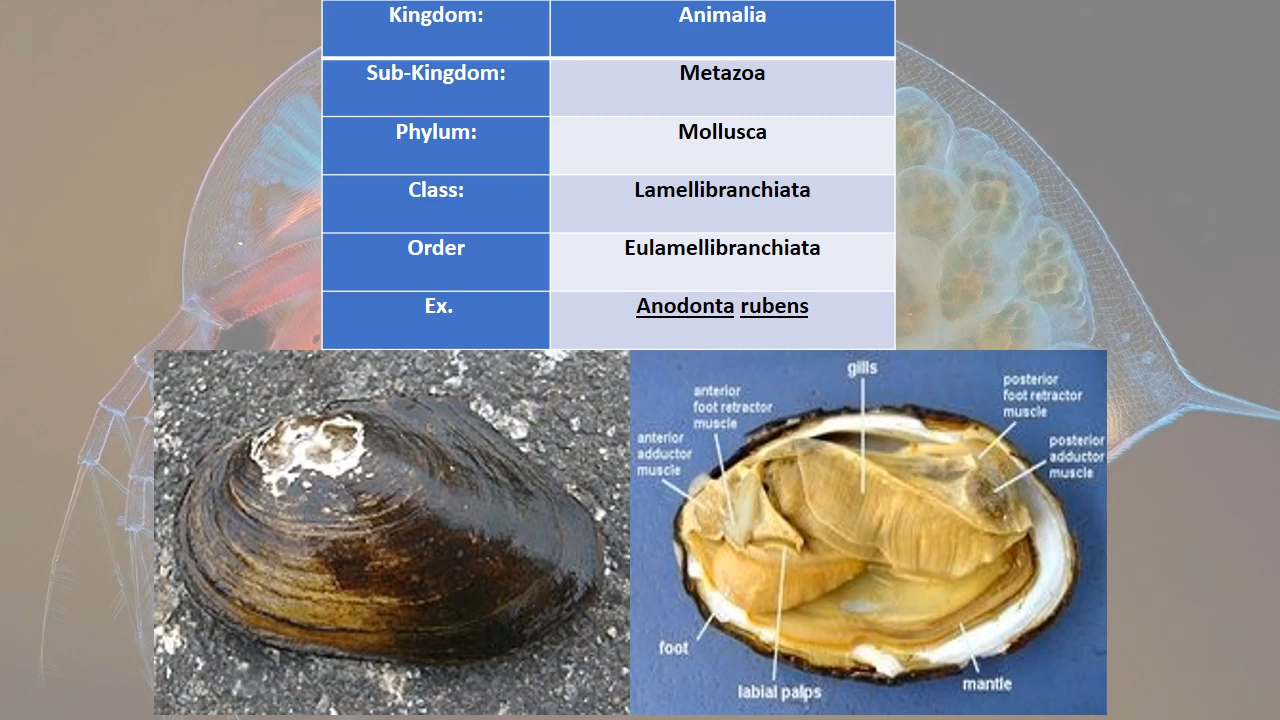 Kingdom: Animalia
Sub-Kingdom: Metazoa
Phylum: Mollusca
Class: Lamellibranchiata
Order Eulamellibranchiata
Ex. Anodonta rubens
gills
anterior
foot retractor
muscle
posterior
foot retractor
muscle
anterior
adductor
muscle
posterior
adductor
muscle
foot
labial palps
mantle